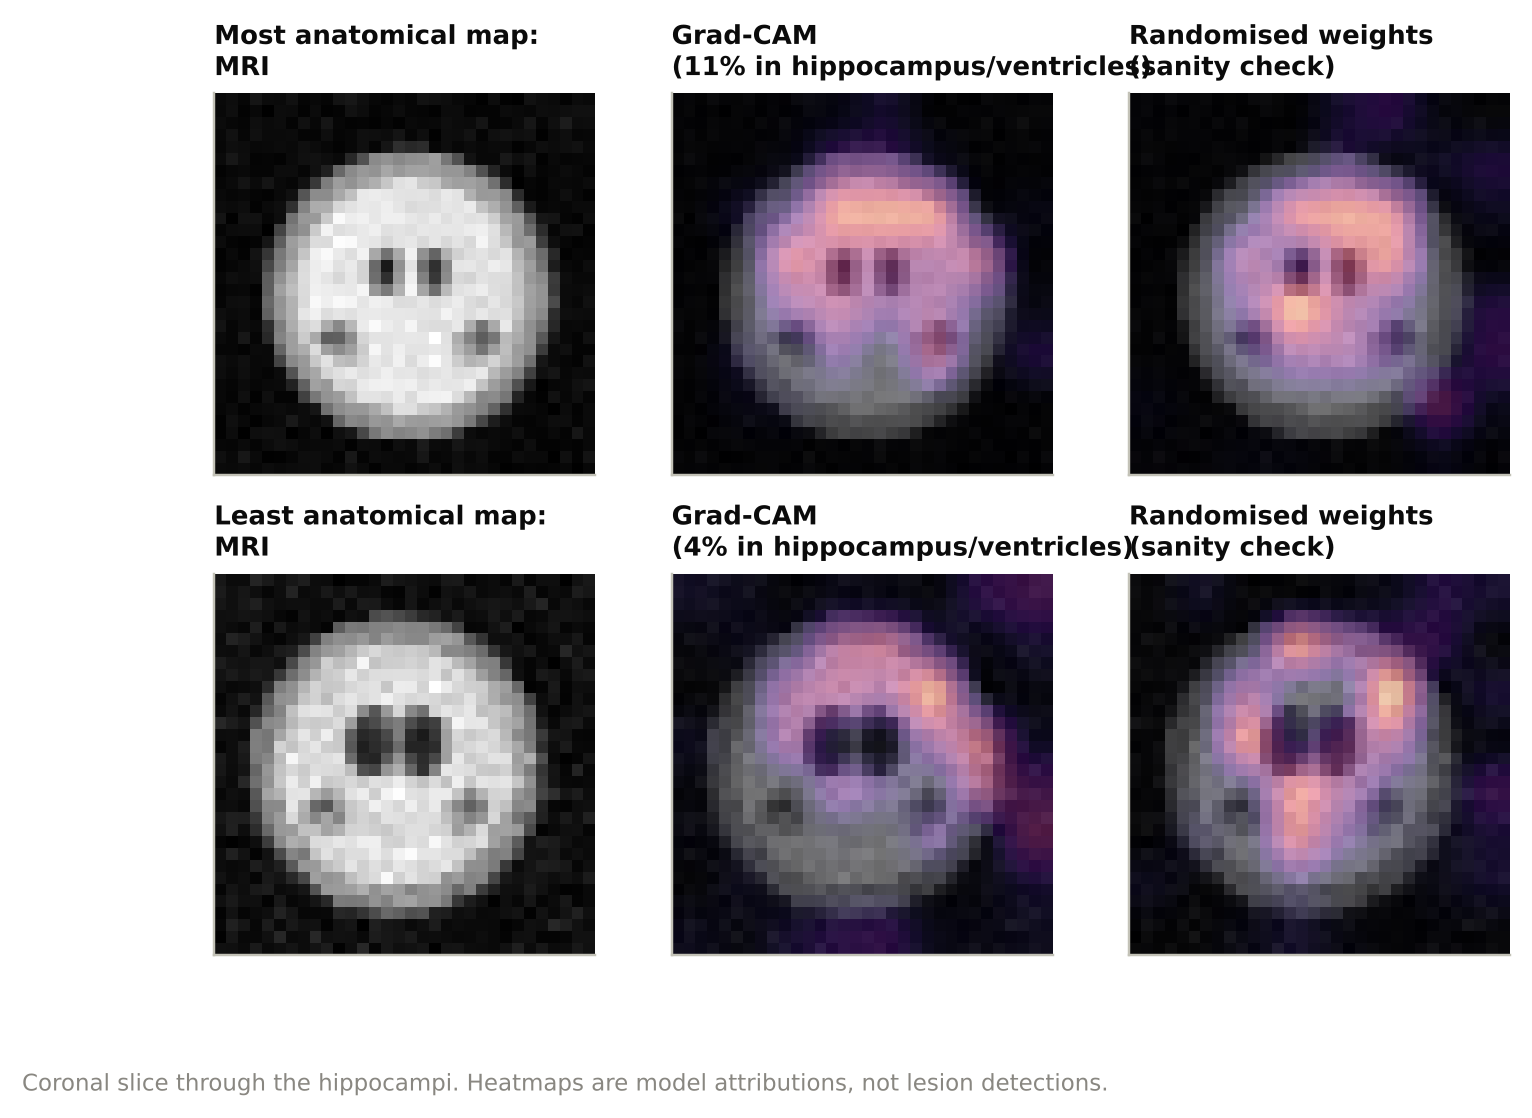 Most anatomical map:
MRI
Grad-CAM
(11% in hippocampus/ventricles)
Randomised weights
(sanity check)
Least anatomical map:
MRI
Grad-CAM
(4% in hippocampus/ventricles)
Randomised weights
(sanity check)
Coronal slice through the hippocampi. Heatmaps are model attributions, not lesion detections.